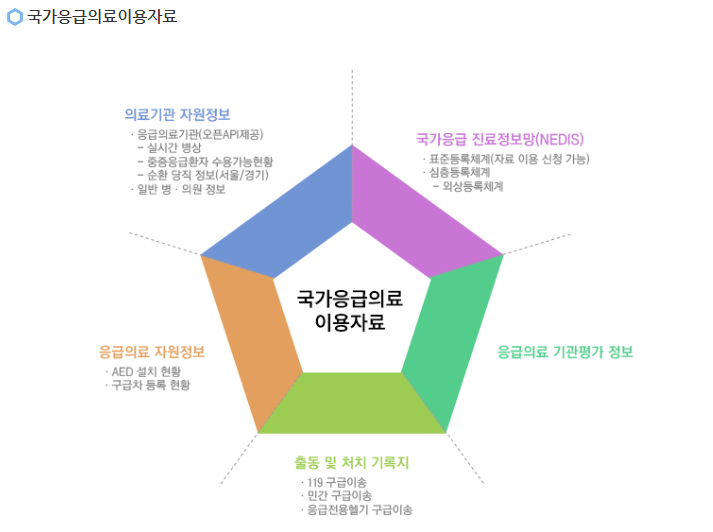 국가응급의료이용자료
의료기관 자원정보
· 응급의료기관(오픈API제공)
- 실시간 병상
- 중증응급환자 수용가능현황
- 순환 당직 정보(서울/경기)
· 일반 병 · 의원 정보
국가응급 진료정보망(NEDIS)
· 표준등록체계(자료 이용 신청 가능)
· 심층등록체계
- 외상등록체계
국가응급의료
이용자료
응급의료 자원정보
· AED 설치 현황
· 구급차 등록 현황
응급의료 기관평가 정보
출동 및 처치 기록지
· 119 구급이송
· 민간 구급이송
· 응급전용헬기 구급이송